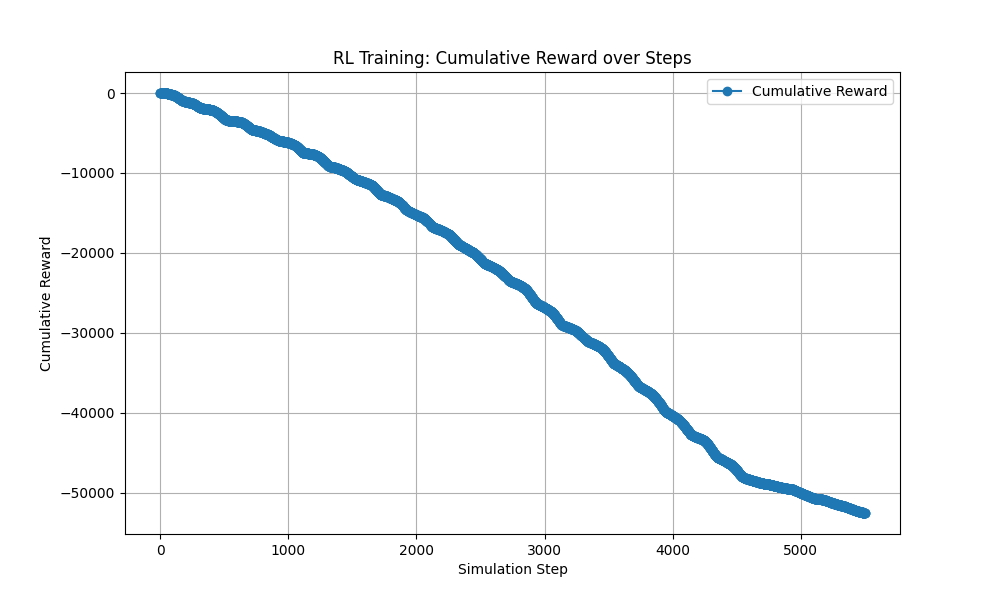 RL Training: Cumulative Reward over Steps
Cumulative Reward
0
−10000
−20000
−30000
−40000
−50000
Cumulative Reward
0 1000 2000 3000 4000 5000
Simulation Step